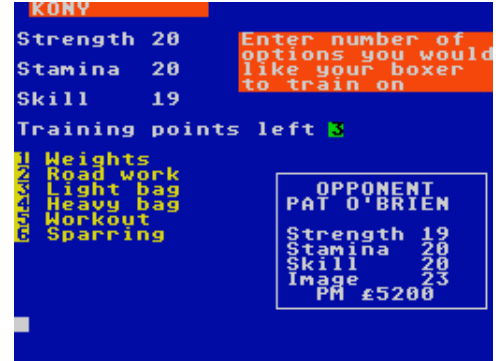 KONY
Strength 20
Enter number of
options you would
like your boxer
to train on
Stamina 20
Skill 19
Training points left 3
1 Weights
2 Road work
3 Light bag
4 Heavy bag
5 Workout
6 Sparring
OPPONENT
PAT O'BRIEN
Strength 19
Stamina 20
Skill 20
Image 23
PM £5200